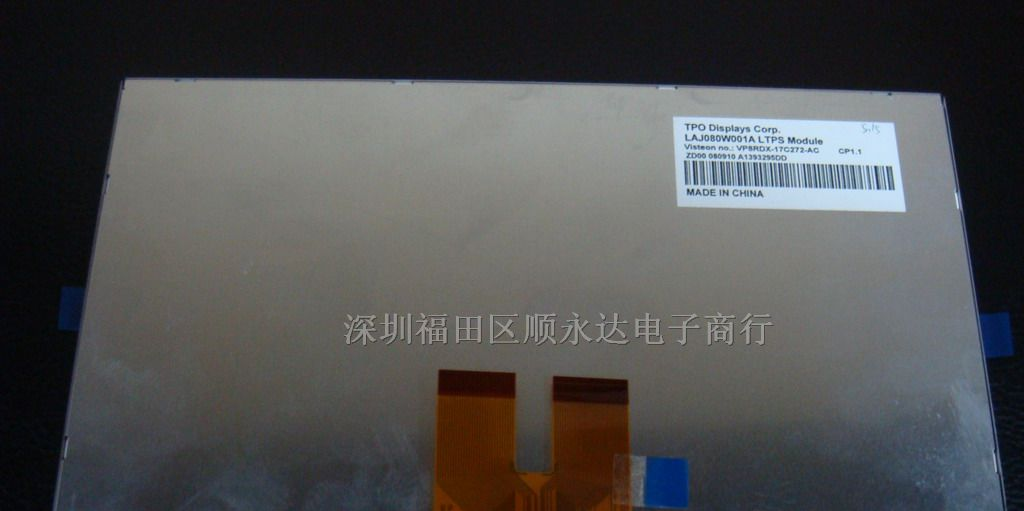 TPO Displays Corp.
LAJ080W001A LTPS Module
Visteon no.: VP8RDX-17C272-AC CP1.1
ZD00 080910 A1393295DD
MADE IN CHINA
深圳福田区顺永达电子商行